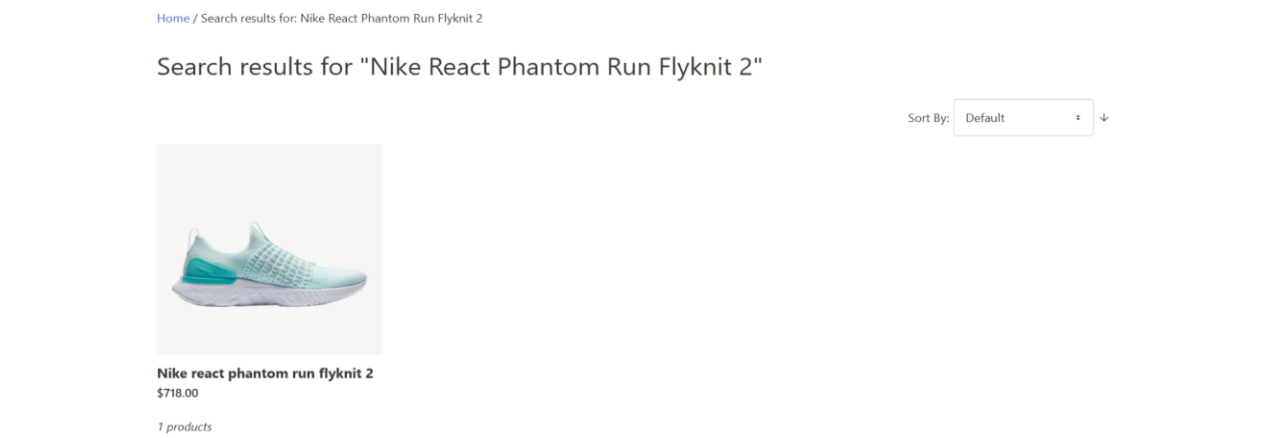 Home / Search results for: Nike React Phantom Run Flyknit 2
Search results for "Nike React Phantom Run Flyknit 2"
Sort By: Default
Nike react phantom run flyknit 2
$718.00
1 products